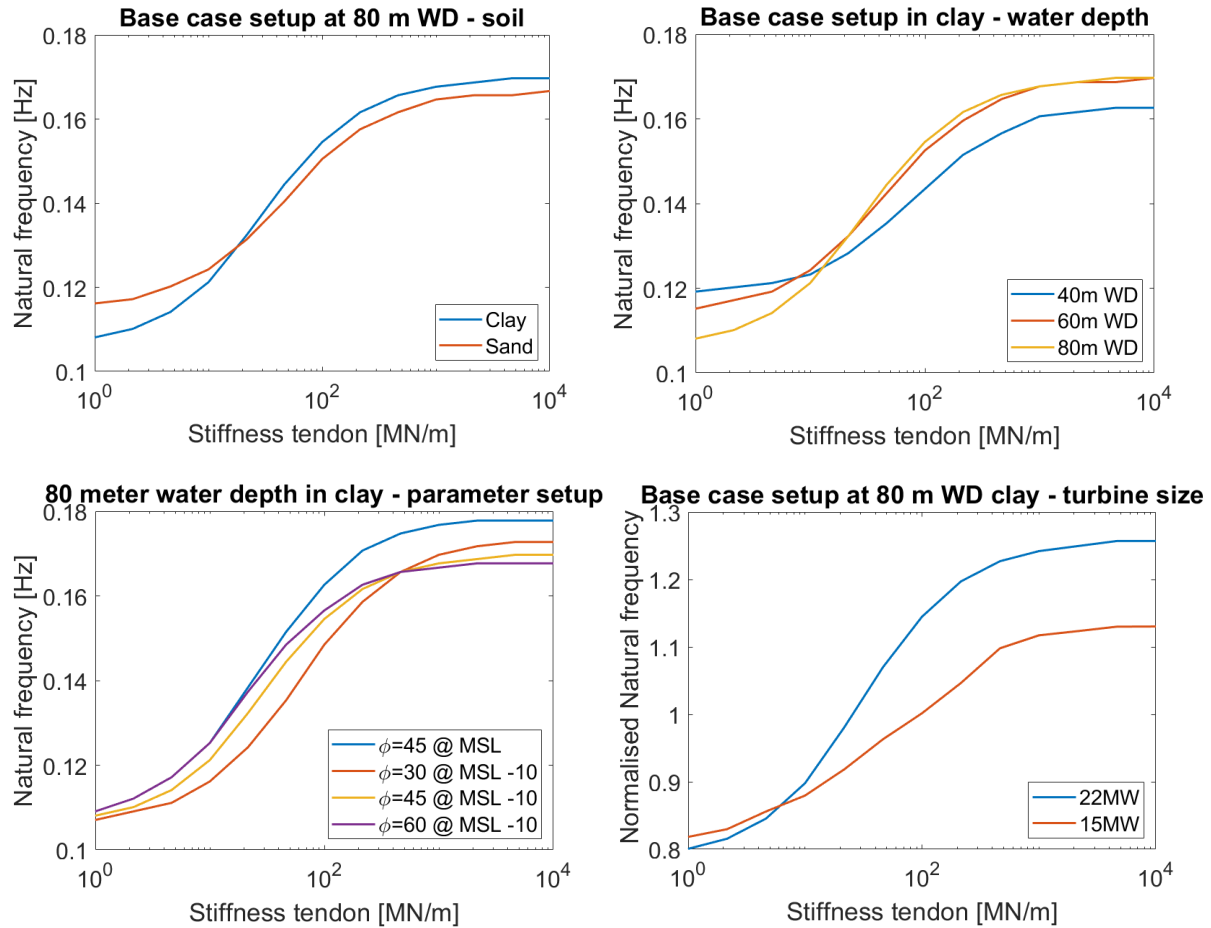 Base case setup at 80 m WD - soil
0.18
0.16
0.14
0.12
0.1
Natural frequency [Hz]
Clay
Sand
10^0
10^2
10^4
Stiffness tendon [MN/m]
Base case setup in clay - water depth
0.18
0.16
0.14
0.12
0.1
Natural frequency [Hz]
40m WD
60m WD
80m WD
10^0
10^2
10^4
Stiffness tendon [MN/m]
80 meter water depth in clay - parameter setup
0.18
0.16
0.14
0.12
0.1
Natural frequency [Hz]
ϕ=45 @ MSL
ϕ=30 @ MSL -10
ϕ=45 @ MSL -10
ϕ=60 @ MSL -10
10^0
10^2
10^4
Stiffness tendon [MN/m]
Base case setup at 80 m WD clay - turbine size
1.3
1.2
1.1
1
0.9
0.8
Normalised Natural frequency
22MW
15MW
10^0
10^2
10^4
Stiffness tendon [MN/m]